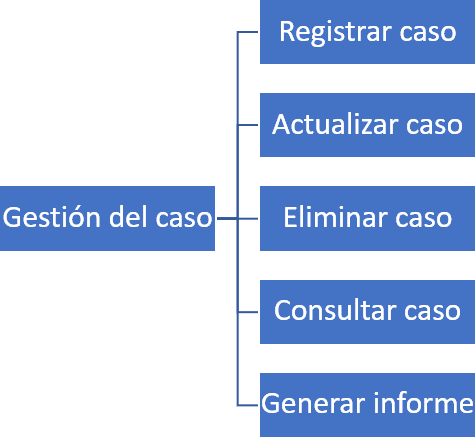 Registrar caso
Actualizar caso
Gestión del caso
Eliminar caso
Consultar caso
Generar informe